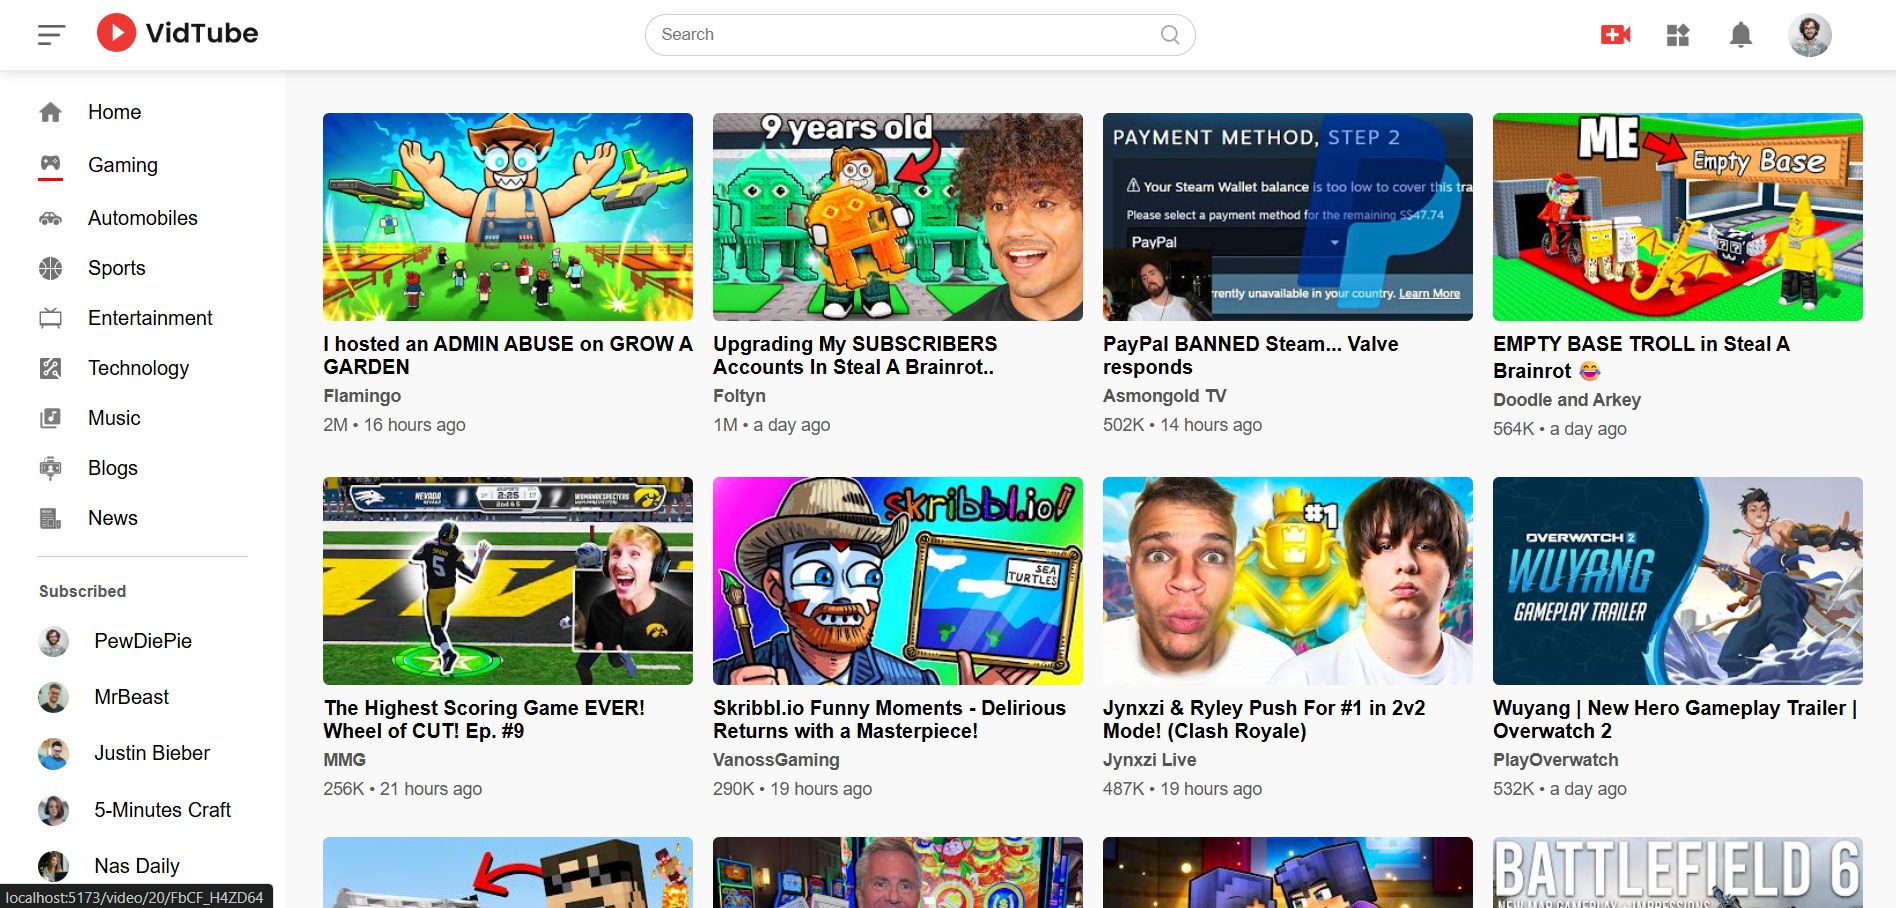 VidTube
Search
Home
Gaming
Automobiles
Sports
Entertainment
Technology
Music
Blogs
News
Subscribed
PewDiePie
MrBeast
Justin Bieber
5-Minutes Craft
Nas Daily
localhost:5173/video/20/FbCF_H4ZD64
I hosted an ADMIN ABUSE on GROW A
GARDEN
Flamingo
2M • 16 hours ago
9 years old
Upgrading My SUBSCRIBERS
Accounts In Steal A Brainrot..
Foltyn
1M • a day ago
PAYMENT METHOD, STEP 2
Your Steam Wallet balance is too low to cover this tra
Please select a payment method for the remaining S$47.74
PayPal
rrently unavailable in your country. Learn More
PayPal BANNED Steam... Valve
responds
Asmongold TV
502K • 14 hours ago
ME
Empty Base
EMPTY BASE TROLL in Steal A
Brainrot 😂
Doodle and Arkey
564K • a day ago
NEVADA
2:25
17
5
The Highest Scoring Game EVER!
Wheel of CUT! Ep. #9
MMG
256K • 21 hours ago
skribbl.io
SEA
TURTLES
Skribbl.io Funny Moments - Delirious
Returns with a Masterpiece!
VanossGaming
290K • 19 hours ago
#1
Jynxzi & Ryley Push For #1 in 2v2
Mode! (Clash Royale)
Jynxzi Live
487K • 19 hours ago
OVERWATCH 2
WUYANG
GAMEPLAY TRAILER
Wuyang | New Hero Gameplay Trailer |
Overwatch 2
PlayOverwatch
532K • a day ago
BATTLEFIELD 6
NEW MAP GAMEPLAY & IMPRESSIONS